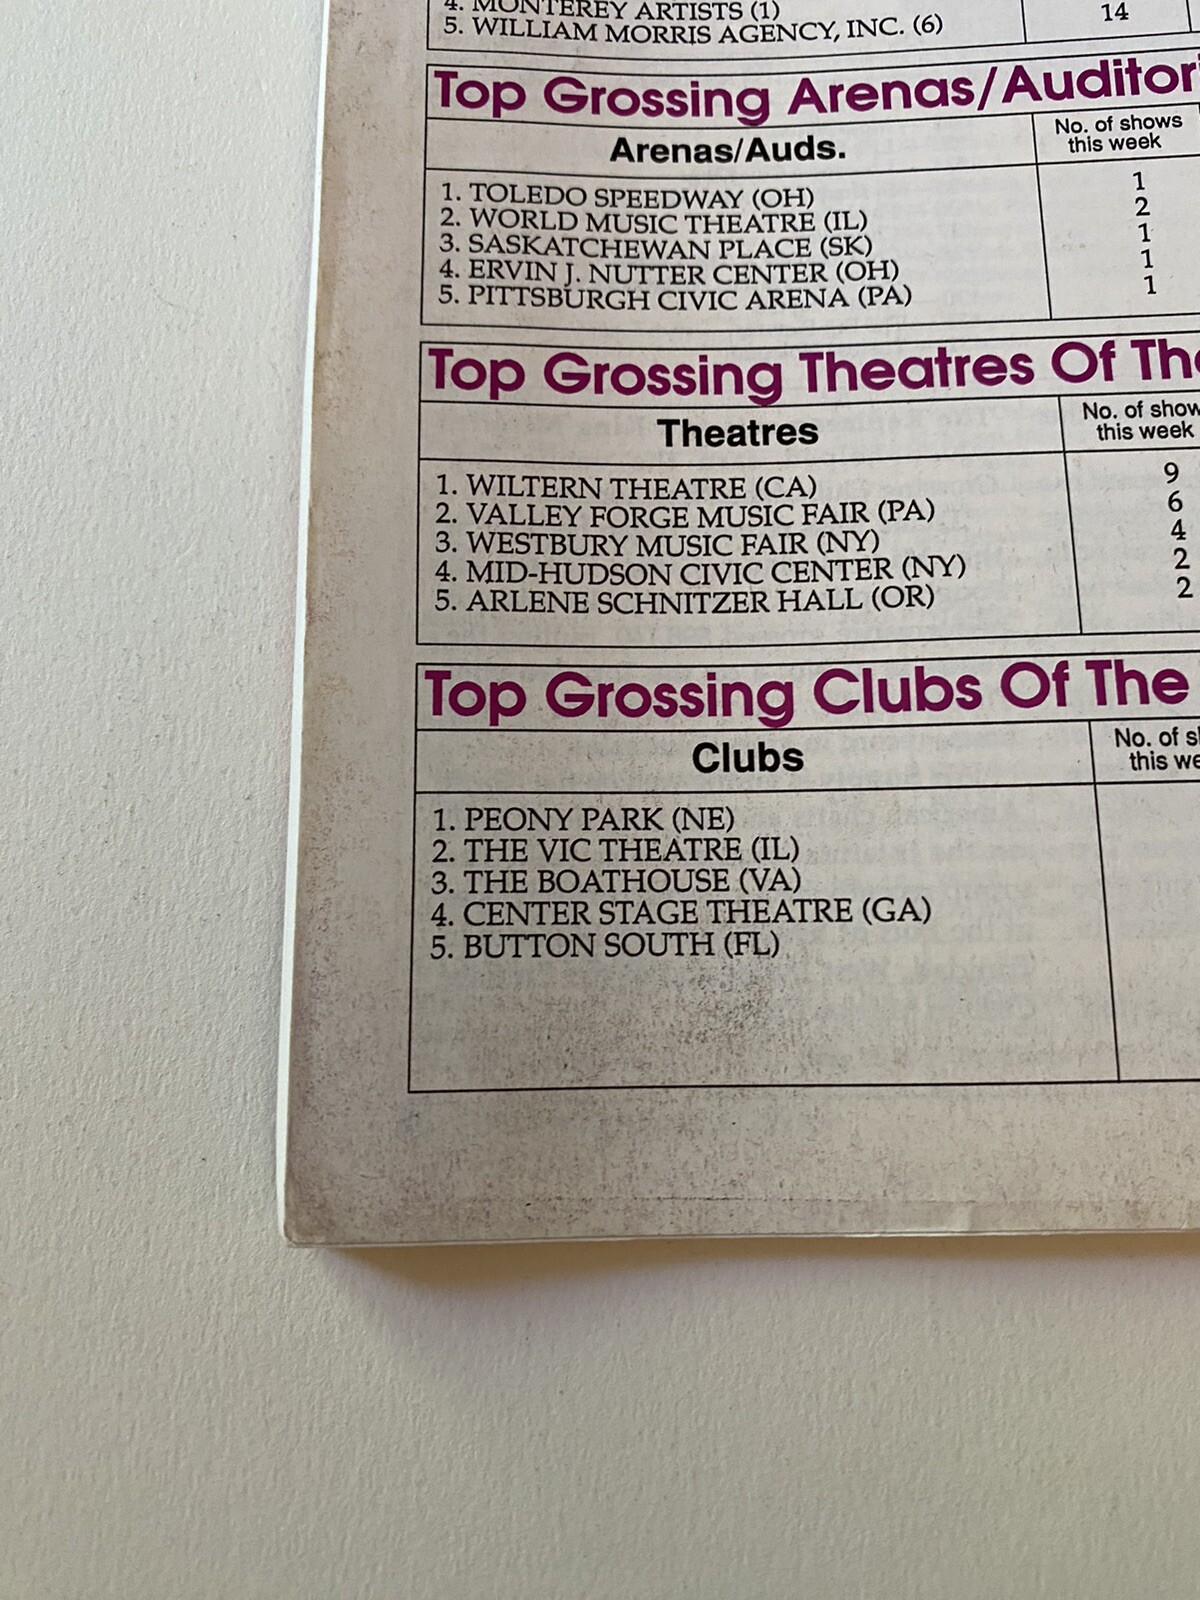 4. MONTEREY ARTISTS (1)
5. WILLIAM MORRIS AGENCY, INC. (6) 14
Top Grossing Arenas/Auditori
Arenas/Auds. No. of shows this week
1. TOLEDO SPEEDWAY (OH) 1
2. WORLD MUSIC THEATRE (IL) 2
3. SASKATCHEWAN PLACE (SK) 1
4. ERVIN J. NUTTER CENTER (OH) 1
5. PITTSBURGH CIVIC ARENA (PA) 1
Top Grossing Theatres Of The
Theatres No. of show this week
1. WILTERN THEATRE (CA) 9
2. VALLEY FORGE MUSIC FAIR (PA) 6
3. WESTBURY MUSIC FAIR (NY) 4
4. MID-HUDSON CIVIC CENTER (NY) 2
5. ARLENE SCHNITZER HALL (OR) 2
Top Grossing Clubs Of The
Clubs No. of sh this we
1. PEONY PARK (NE)
2. THE VIC THEATRE (IL)
3. THE BOATHOUSE (VA)
4. CENTER STAGE THEATRE (GA)
5. BUTTON SOUTH (FL)